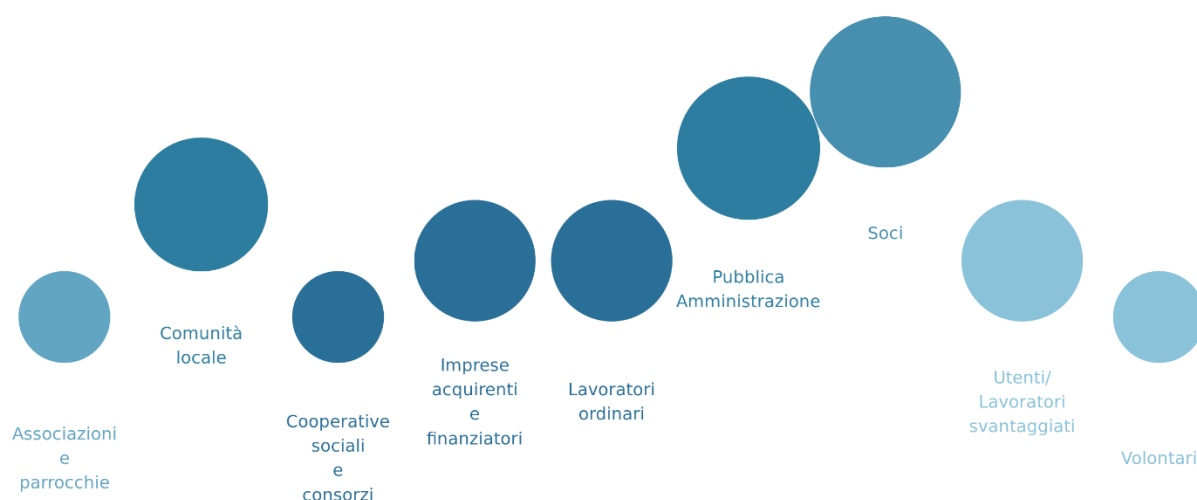 Associazioni
e
parrocchie
Comunità
locale
Cooperative
sociali
e
consorzi
Imprese
acquirenti
e
finanziatori
Lavoratori
ordinari
Pubblica
Amministrazione
Soci
Utenti/
Lavoratori
svantaggiati
Volontari